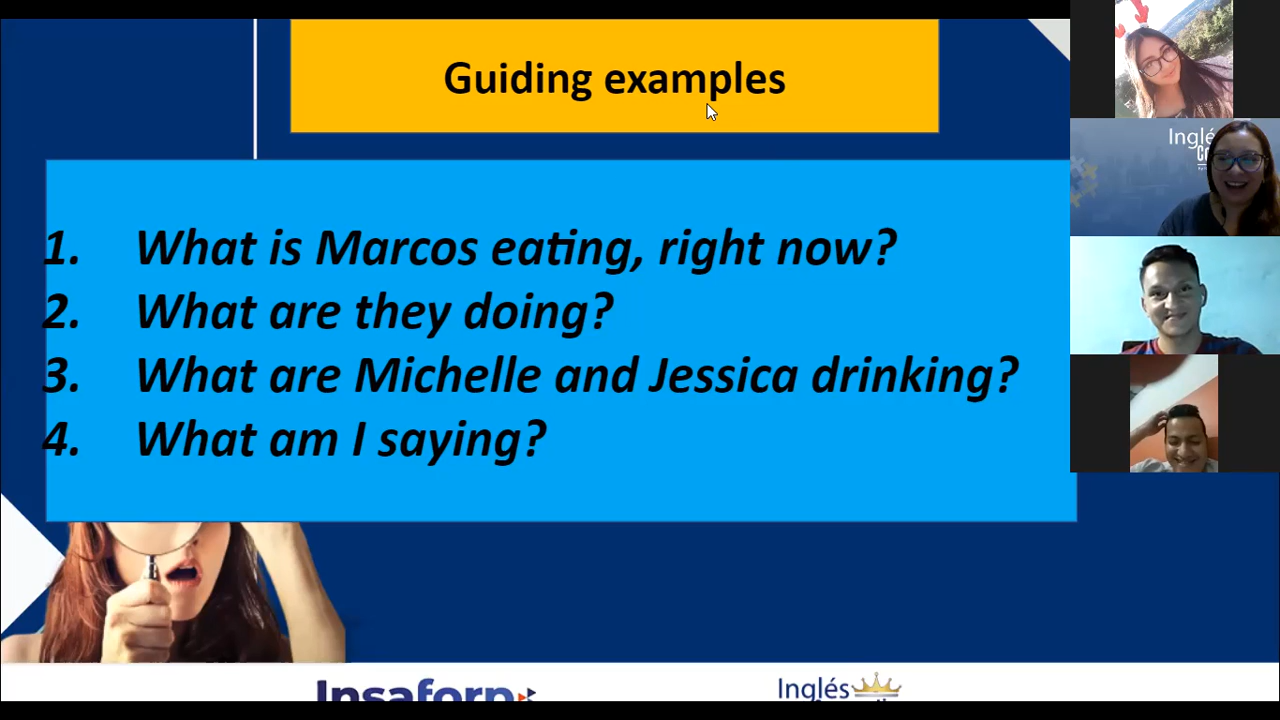 Guiding examples
1. What is Marcos eating, right now?
2. What are they doing?
3. What are Michelle and Jessica drinking?
4. What am I saying?
Insaforp
Inglés